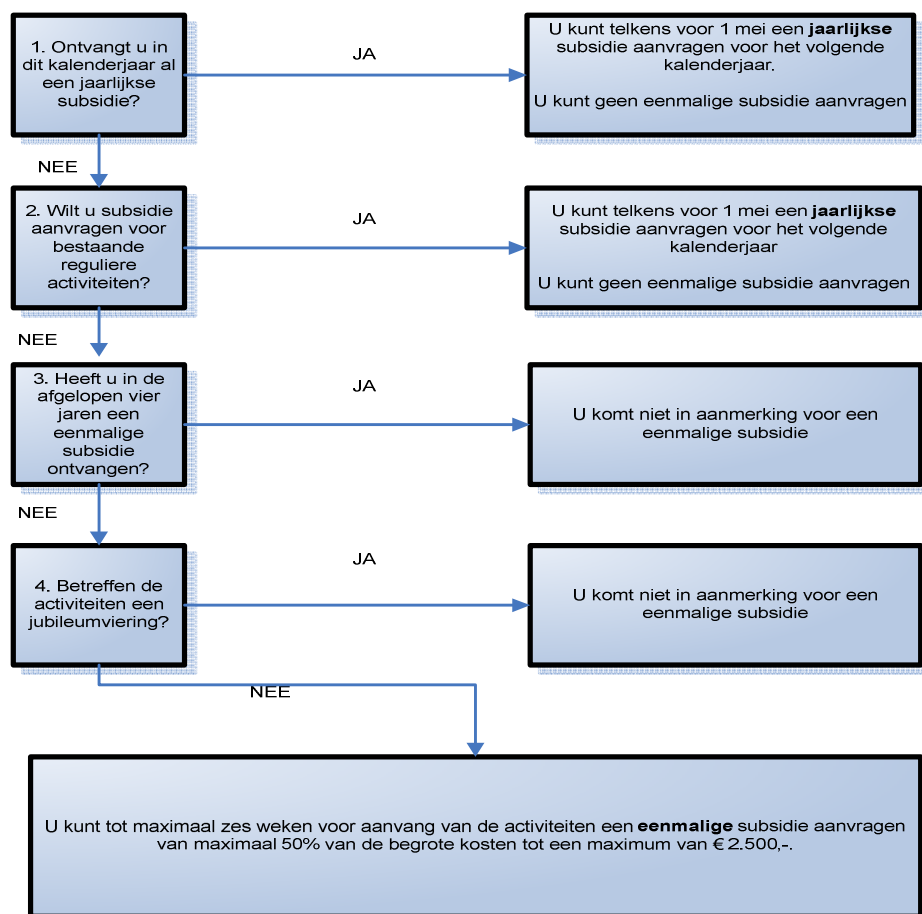 1. Ontvangt u in
dit kalenderjaar al
een jaarlijkse
subsidie?
JA
U kunt telkens voor 1 mei een jaarlijkse
subsidie aanvragen voor het volgende
kalenderjaar.
U kunt geen eenmalige subsidie aanvragen
NEE
2. Wilt u subsidie
aanvragen voor
bestaande
reguliere
activiteiten?
JA
U kunt telkens voor 1 mei een jaarlijkse
subsidie aanvragen voor het volgende
kalenderjaar
U kunt geen eenmalige subsidie aanvragen
NEE
3. Heeft u in de
afgelopen vier
jaren een
eenmalige
subsidie
ontvangen?
JA
U komt niet in aanmerking voor een
eenmalige subsidie
NEE
4. Betreffen de
activiteiten een
jubileumviering?
JA
U komt niet in aanmerking voor een
eenmalige subsidie
NEE
U kunt tot maximaal zes weken voor aanvang van de activiteiten een eenmalige subsidie aanvragen
van maximaal 50% van de begrote kosten tot een maximum van € 2.500,-.